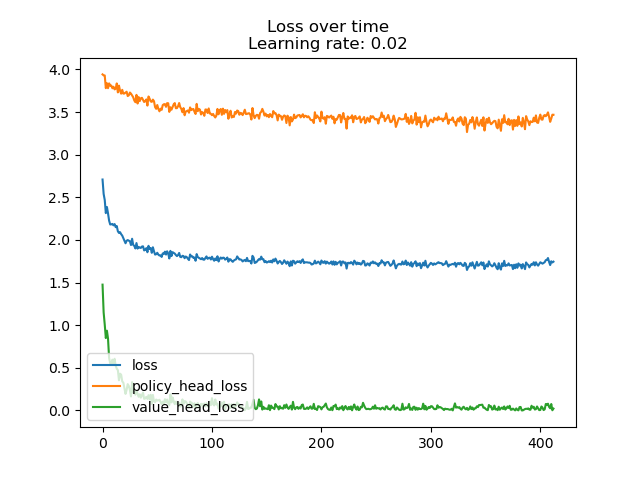 Loss over time
Learning rate: 0.02
4.0
3.5
3.0
2.5
2.0
1.5
1.0
0.5
0.0
loss
policy_head_loss
value_head_loss
0
100
200
300
400